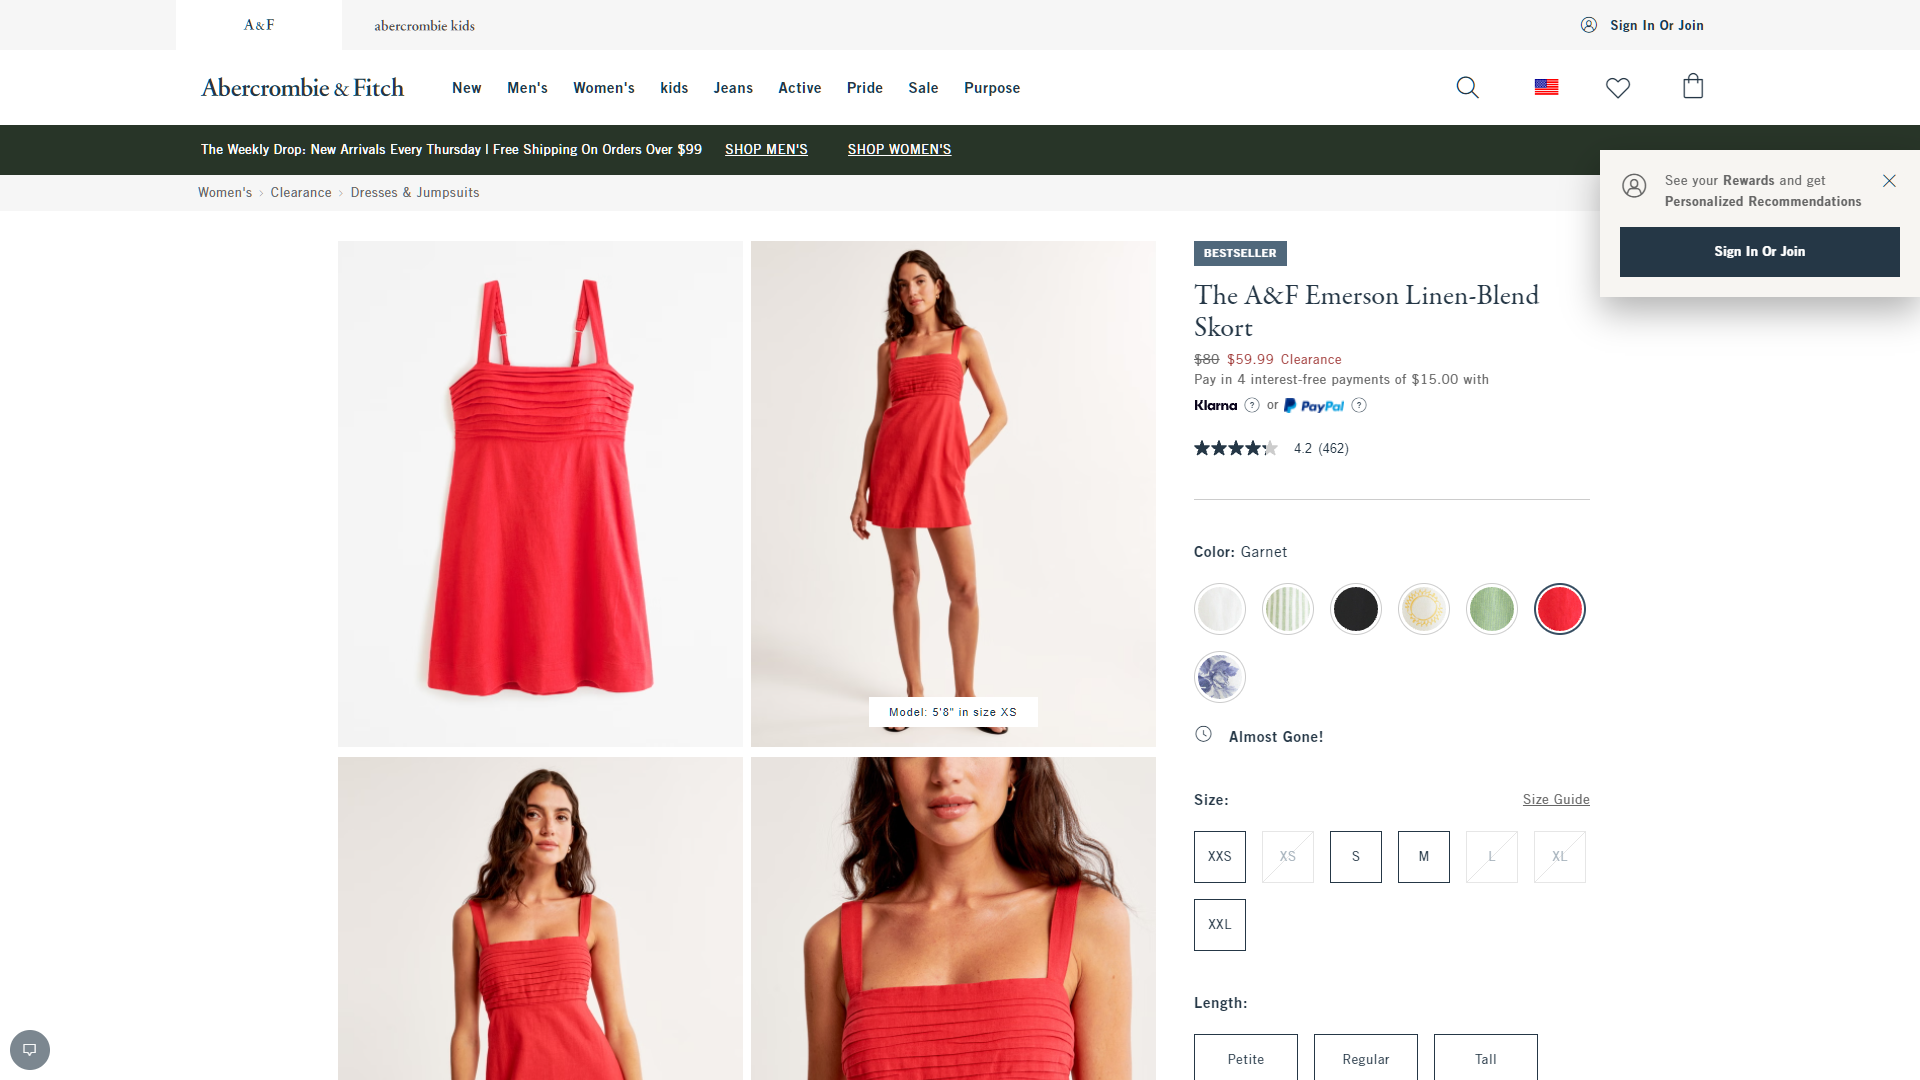 A&F
abercrombie kids
Sign In Or Join
Abercrombie & Fitch
New Men's Women's kids Jeans Active Pride Sale Purpose
The Weekly Drop: New Arrivals Every Thursday | Free Shipping On Orders Over $99 SHOP MEN'S SHOP WOMEN'S
Women's › Clearance › Dresses & Jumpsuits
See your Rewards and get
Personalized Recommendations
Sign In Or Join
BESTSELLER
The A&F Emerson Linen-Blend
Skort
$80 $59.99 Clearance
Pay in 4 interest-free payments of $15.00 with
Klarna ? or PayPal ?
4.2 (462)
Color: Garnet
Model: 5'8" in size XS
Almost Gone!
Size: Size Guide
XXS XS S M L XL
XXL
Length:
Petite Regular Tall